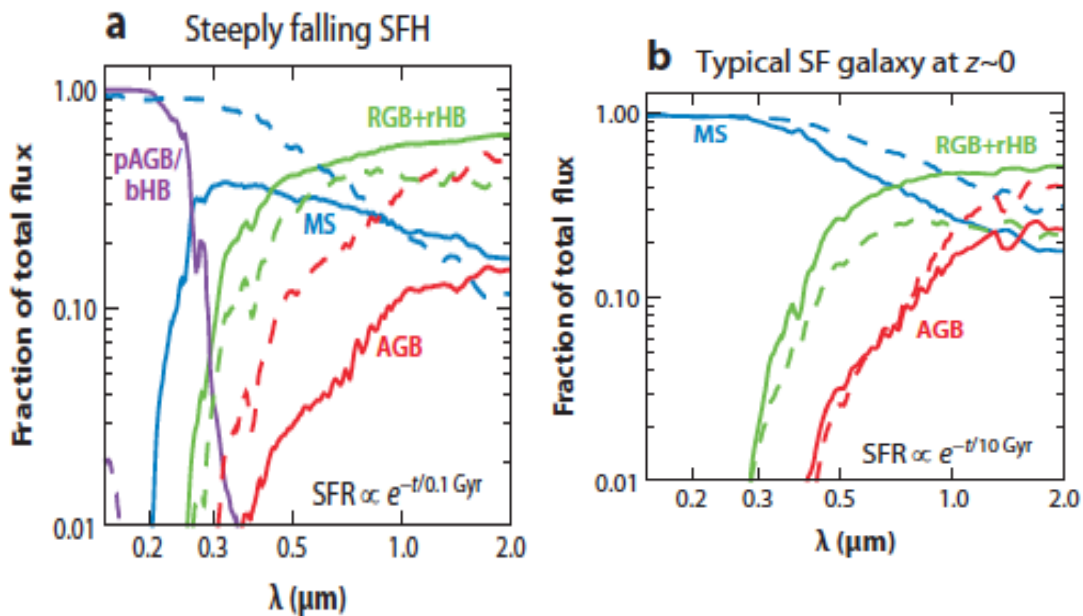 a Steeply falling SFH
Fraction of total flux
1.00
0.10
0.01
pAGB/
bHB
RGB+rHB
MS
AGB
SFR ∝ e^{−t/0.1 Gyr}
0.2 0.3 0.5 1.0 2.0
λ (μm)
b Typical SF galaxy at z~0
Fraction of total flux
1.00
0.10
0.01
MS
RGB+rHB
AGB
SFR ∝ e^{−t/10 Gyr}
0.2 0.3 0.5 1.0 2.0
λ (μm)